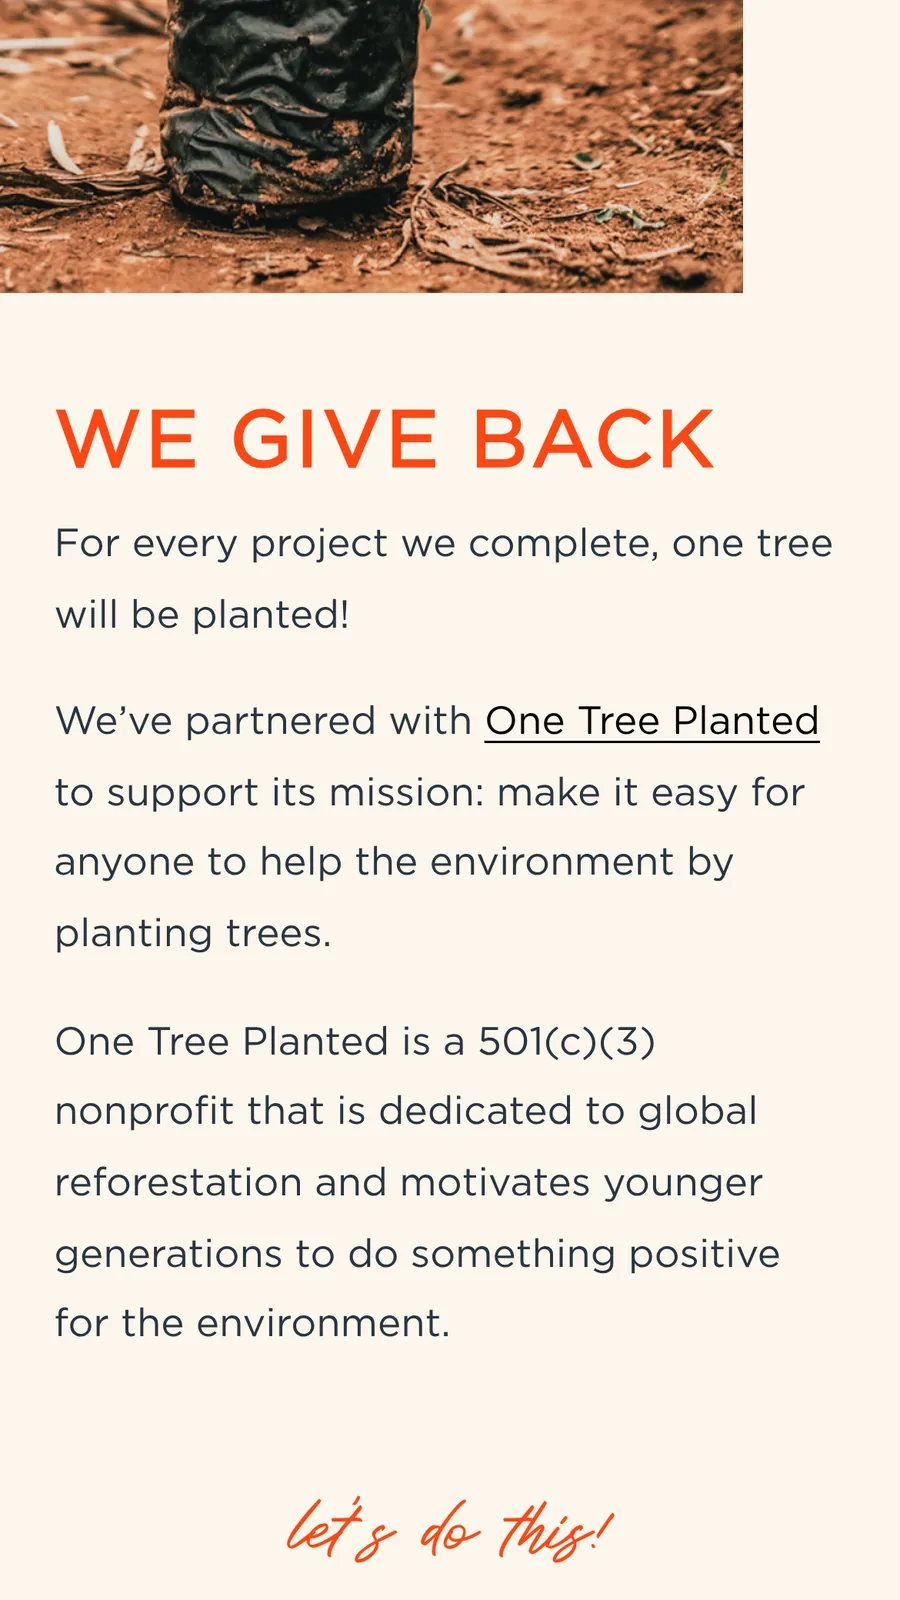 WE GIVE BACK
For every project we complete, one tree
will be planted!
We’ve partnered with One Tree Planted
to support its mission: make it easy for
anyone to help the environment by
planting trees.
One Tree Planted is a 501(c)(3)
nonprofit that is dedicated to global
reforestation and motivates younger
generations to do something positive
for the environment.
let's do this!